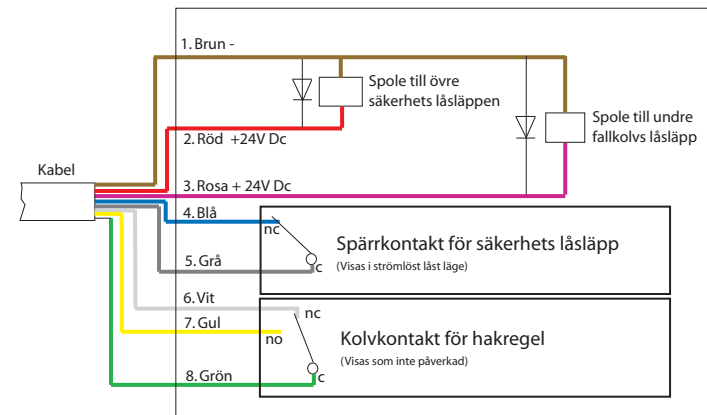 1. Brun -
Spole till övre
säkerhets låsläppen
Spole till undre
fallkolvs låsläpp
2. Röd +24V Dc
Kabel
3. Rosa + 24V Dc
4. Blå
nc
Spärrkontakt för säkerhets låsläpp
(Visas i strömlöst låst läge)
5. Grå
c
6. Vit
nc
7. Gul
no
Kolvkontakt för hakregel
(Visas som inte påverkad)
8. Grön
c